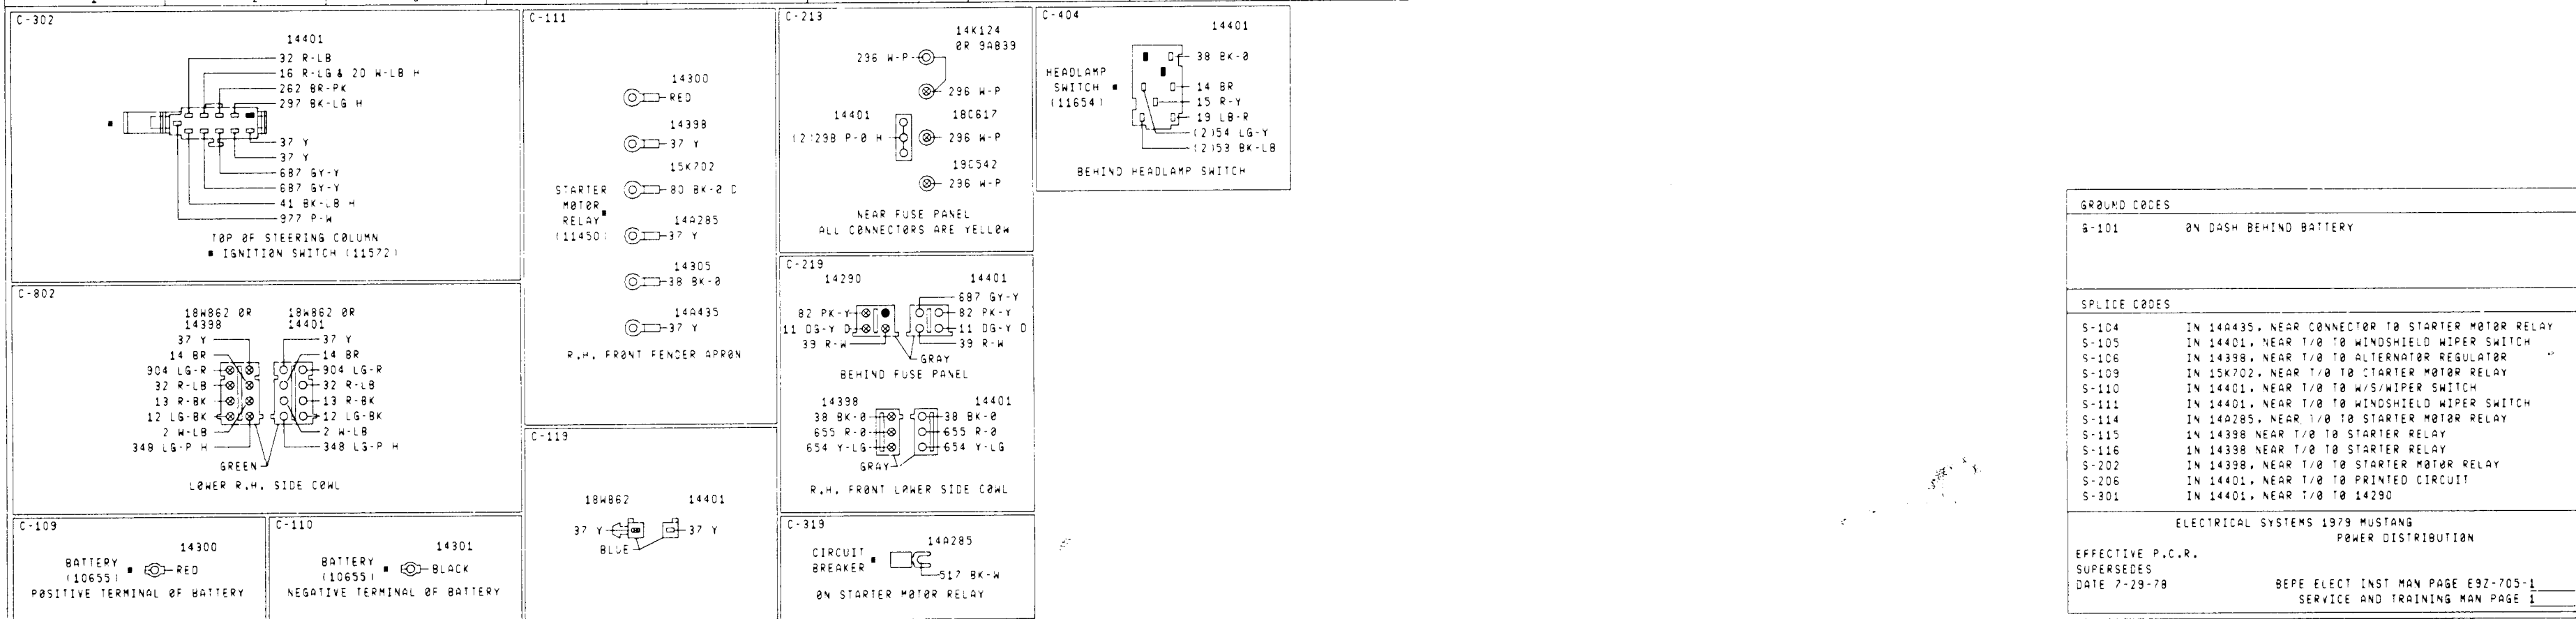 C-302
14401
32 R-LB
16 R-LG & 20 W-LB H
262 BR-PK
297 BK-LG H
37 Y
37 Y
687 GY-Y
687 GY-Y
41 BK-LB H
977 P-W
TOP OF STEERING COLUMN
■ IGNITION SWITCH (11572)
C-802
18W862 OR 18W862 OR
14398 14401
37 Y 37 Y
14 BR 14 BR
904 LG-R 904 LG-R
32 R-LB 32 R-LB
13 R-BK 13 R-BK
12 LG-BK 12 LG-BK
2 W-LB 2 W-LB
348 LG-P H 348 LG-P H
GREEN
LOWER R.H. SIDE COWL
C-109
14300
BATTERY RED
(10655)
POSITIVE TERMINAL OF BATTERY
C-110
14301
BATTERY BLACK
(10655)
NEGATIVE TERMINAL OF BATTERY
C-111
14300
RED
14398
37 Y
15K702
80 BK-O D
STARTER
MOTOR
RELAY
(11450)
14A285
37 Y
14305
38 BK-O
14A435
37 Y
R.H. FRONT FENDER APRON
C-119
18W862 14401
37 Y 37 Y
BLUE
C-213
14K124
OR 9A839
296 W-P
296 W-P
14401 18C617
(2)298 P-O H 296 W-P
19C542
296 W-P
NEAR FUSE PANEL
ALL CONNECTORS ARE YELLOW
C-219
14290 14401
687 GY-Y
82 PK-Y 82 PK-Y
11 DG-Y D 11 DG-Y D
39 R-W 39 R-W
GRAY
BEHIND FUSE PANEL
14398 14401
38 BK-O 38 BK-O
655 R-O 655 R-O
654 Y-LG 654 Y-LG
GRAY
R.H. FRONT LOWER SIDE COWL
C-319
14A285
CIRCUIT
BREAKER
517 BK-W
ON STARTER MOTOR RELAY
C-404
14401
38 BK-O
HEADLAMP
SWITCH
(11654)
14 BR
15 R-Y
19 LB-R
(2)54 LG-Y
(2)53 BK-LB
BEHIND HEADLAMP SWITCH
GROUND CODES
G-101 ON DASH BEHIND BATTERY
SPLICE CODES
S-104 IN 14A435, NEAR CONNECTOR TO STARTER MOTOR RELAY
S-105 IN 14401, NEAR T/O TO WINDSHIELD WIPER SWITCH
S-106 IN 14398, NEAR T/O TO ALTERNATOR REGULATOR
S-109 IN 15K702, NEAR T/O TO CTARTER MOTOR RELAY
S-110 IN 14401, NEAR T/O TO W/S/WIPER SWITCH
S-111 IN 14401, NEAR T/O TO WINDSHIELD WIPER SWITCH
S-114 IN 14A285, NEAR T/O TO STARTER MOTOR RELAY
S-115 1N 14398 NEAR T/O TO STARTER RELAY
S-116 1N 14398 NEAR T/O TO STARTER RELAY
S-202 IN 14398, NEAR T/O TO STARTER MOTOR RELAY
S-206 IN 14401, NEAR T/O TO PRINTED CIRCUIT
S-301 IN 14401, NEAR T/O TO 14290
ELECTRICAL SYSTEMS 1979 MUSTANG
POWER DISTRIBUTION
EFFECTIVE P.C.R.
SUPERSEDES
DATE 7-29-78 BEPE ELECT INST MAN PAGE E9Z-705-1
SERVICE AND TRAINING MAN PAGE 1